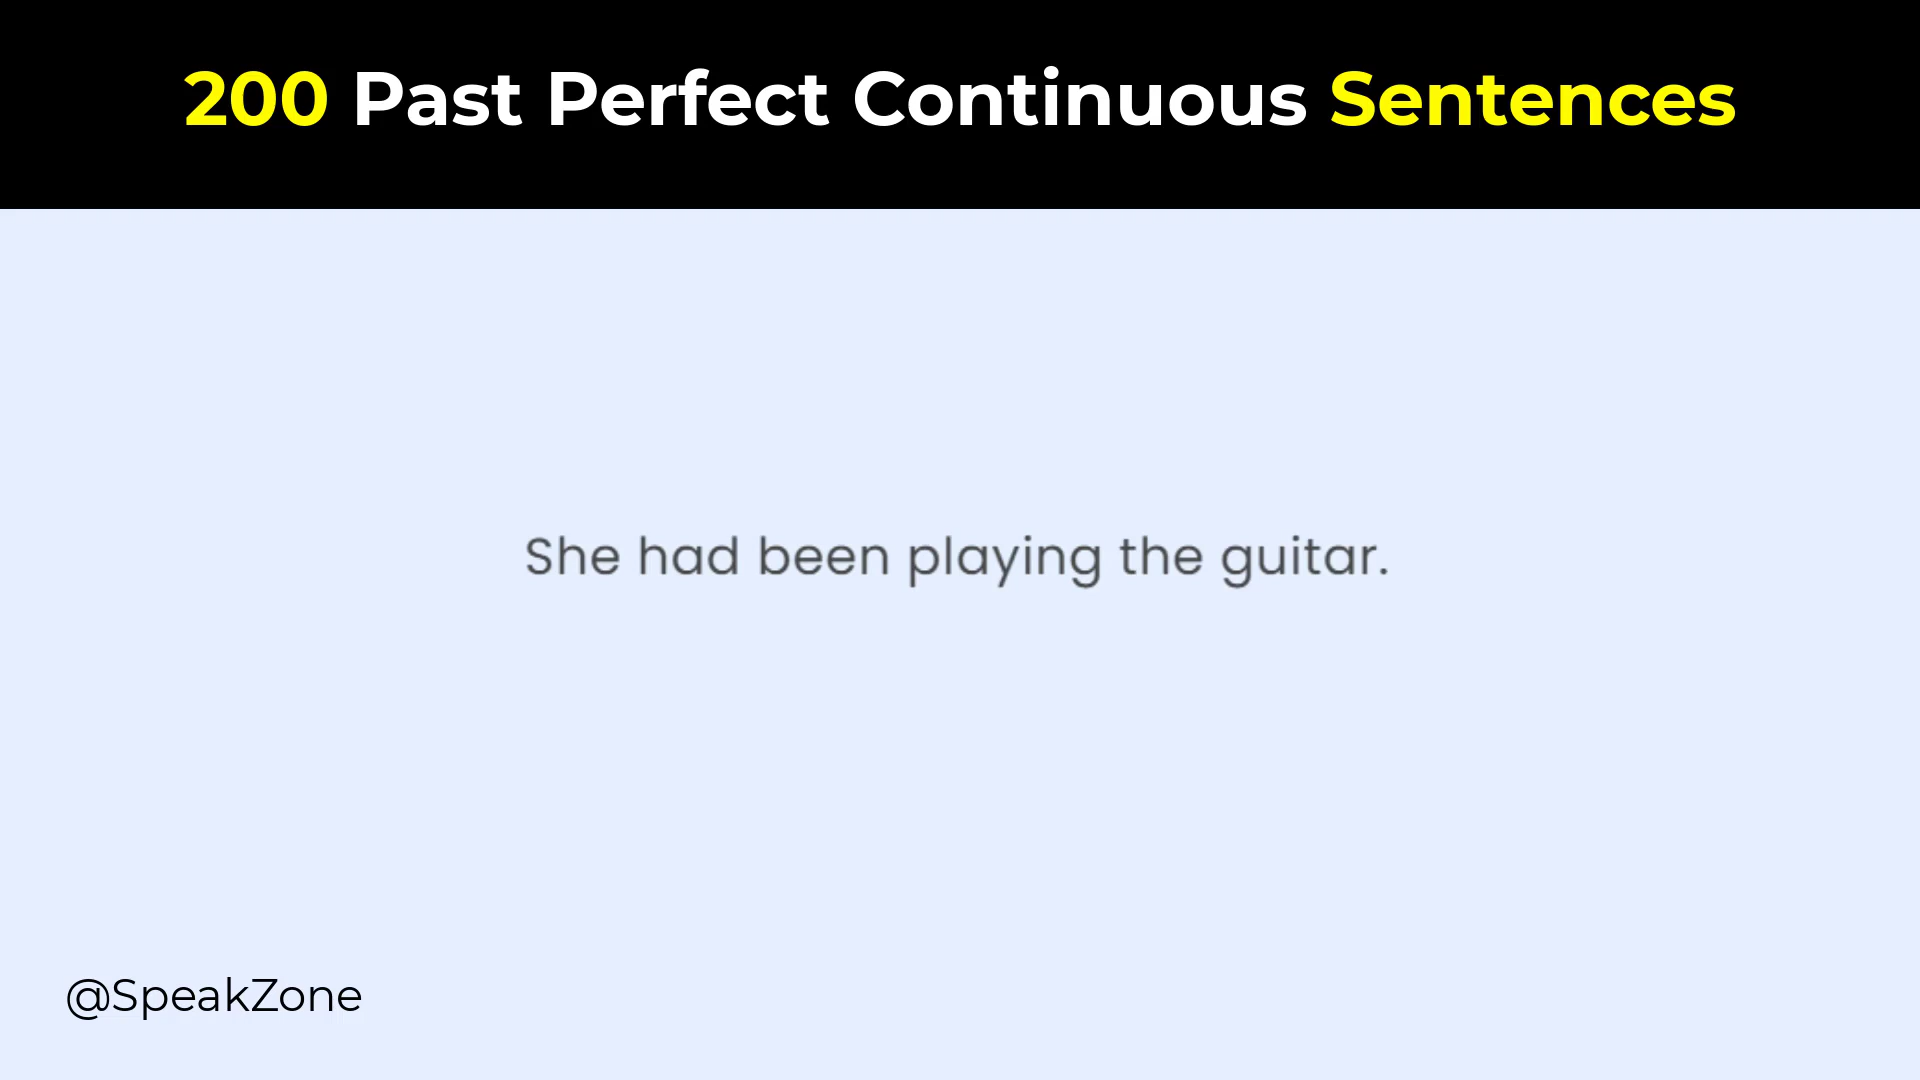 200 Past Perfect Continuous Sentences
She had been playing the guitar.
@SpeakZone